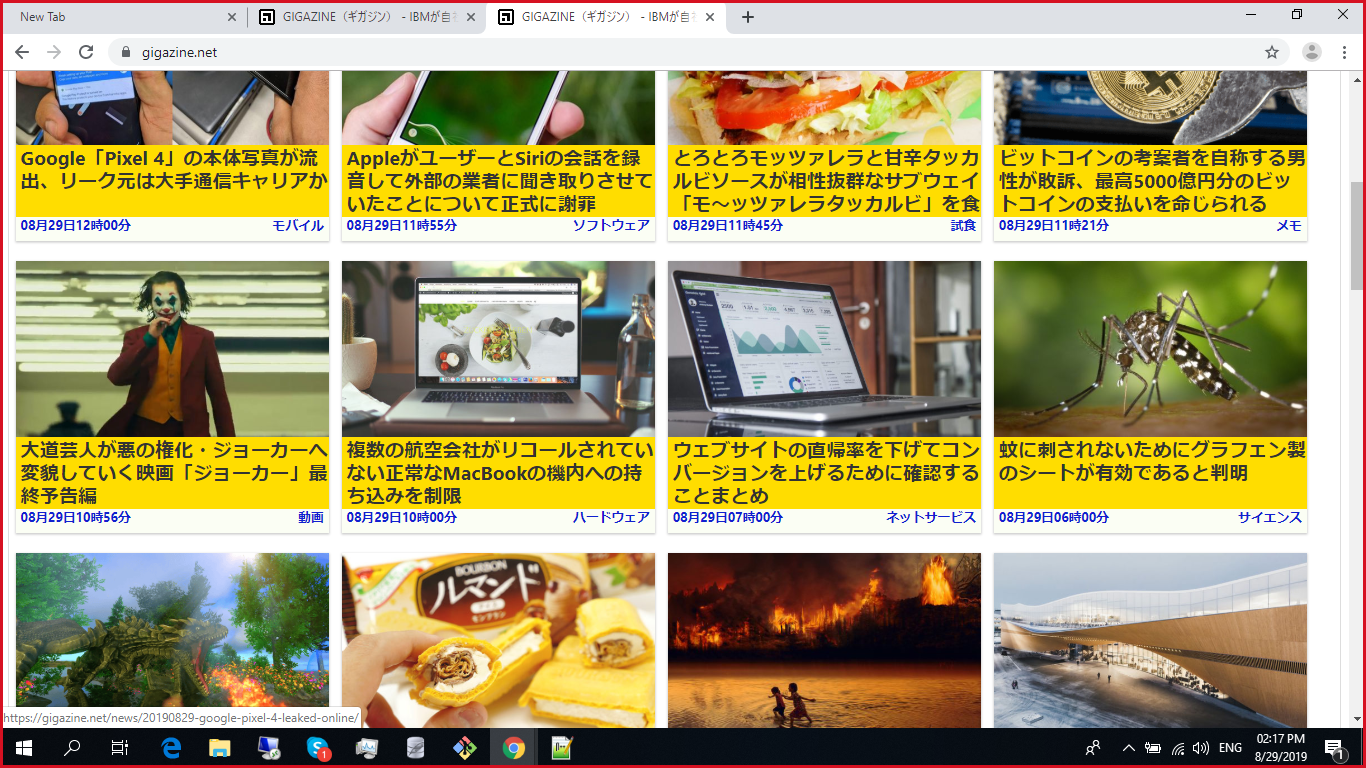 New Tab
GIGAZINE（ギガジン） - IBMが自
GIGAZINE（ギガジン） - IBMが自
gigazine.net
Google「Pixel 4」の本体写真が流
出、リーク元は大手通信キャリアか
08月29日12時00分 モバイル
AppleがユーザーとSiriの会話を録
音して外部の業者に聞き取りさせて
いたことについて正式に謝罪
08月29日11時55分 ソフトウェア
とろとろモッツァレラと甘辛タッカ
ルビソースが相性抜群なサブウェイ
「モ〜ッツァレラタッカルビ」を食
08月29日11時45分 試食
ビットコインの考案者を自称する男
性が敗訴、最高5000億円分のビッ
トコインの支払いを命じられる
08月29日11時21分 メモ
大道芸人が悪の権化・ジョーカーへ
変貌していく映画「ジョーカー」最
終予告編
08月29日10時56分 動画
複数の航空会社がリコールされてい
ない正常なMacBookの機内への持
ち込みを制限
08月29日10時00分 ハードウェア
ウェブサイトの直帰率を下げてコン
バージョンを上げるために確認する
ことまとめ
08月29日07時00分 ネットサービス
蚊に刺されないためにグラフェン製
のシートが有効であると判明
08月29日06時00分 サイエンス
BOURBON
ルマンド
アイス
モンブラン
https://gigazine.net/news/20190829-google-pixel-4-leaked-online/
1
ENG
02:17 PM
8/29/2019
1